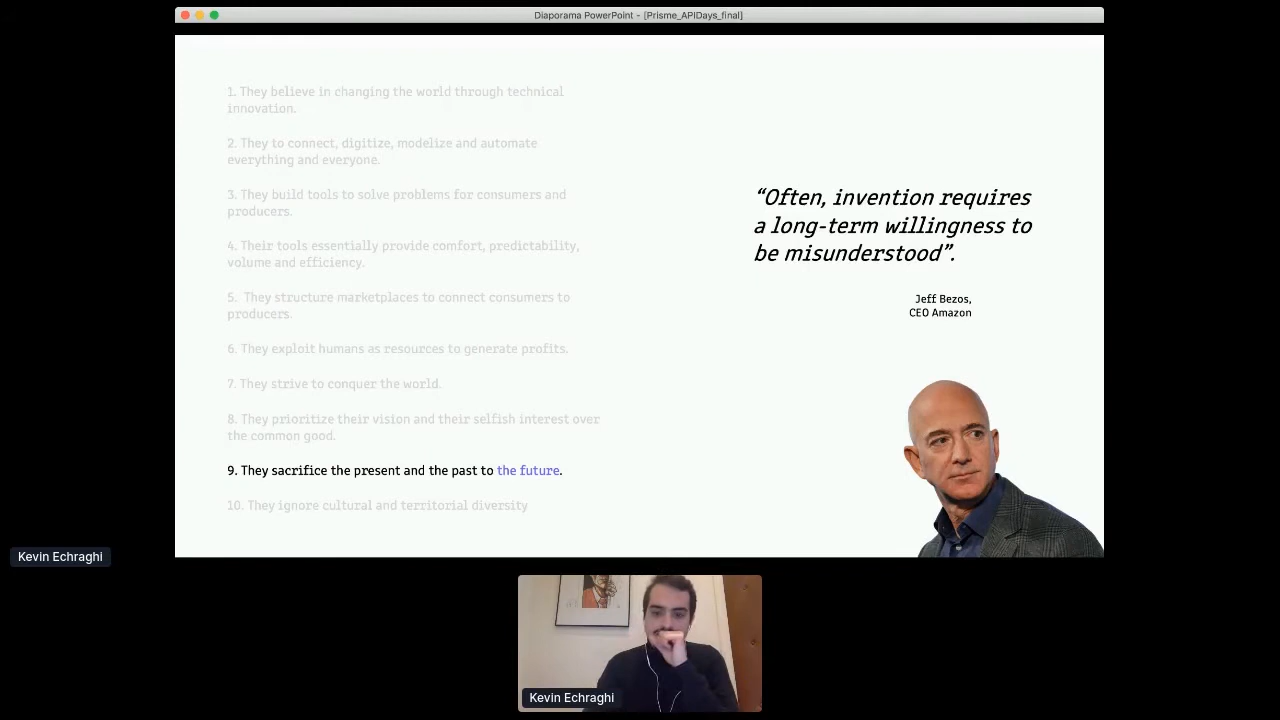 Diaporama PowerPoint - [Prisme_APIDays_final]
1. They believe in changing the world through technical
innovation.
2. They to connect, digitize, modelize and automate
everything and everyone.
3. They build tools to solve problems for consumers and
producers.
4. Their tools essentially provide comfort, predictability,
volume and efficiency.
5. They structure marketplaces to connect consumers to
producers.
6. They exploit humans as resources to generate profits.
7. They strive to conquer the world.
8. They prioritize their vision and their selfish interest over
the common good.
9. They sacrifice the present and the past to the future.
10. They ignore cultural and territorial diversity
“Often, invention requires
a long-term willingness to
be misunderstood”.
Jeff Bezos,
CEO Amazon
Kevin Echraghi
Kevin Echraghi